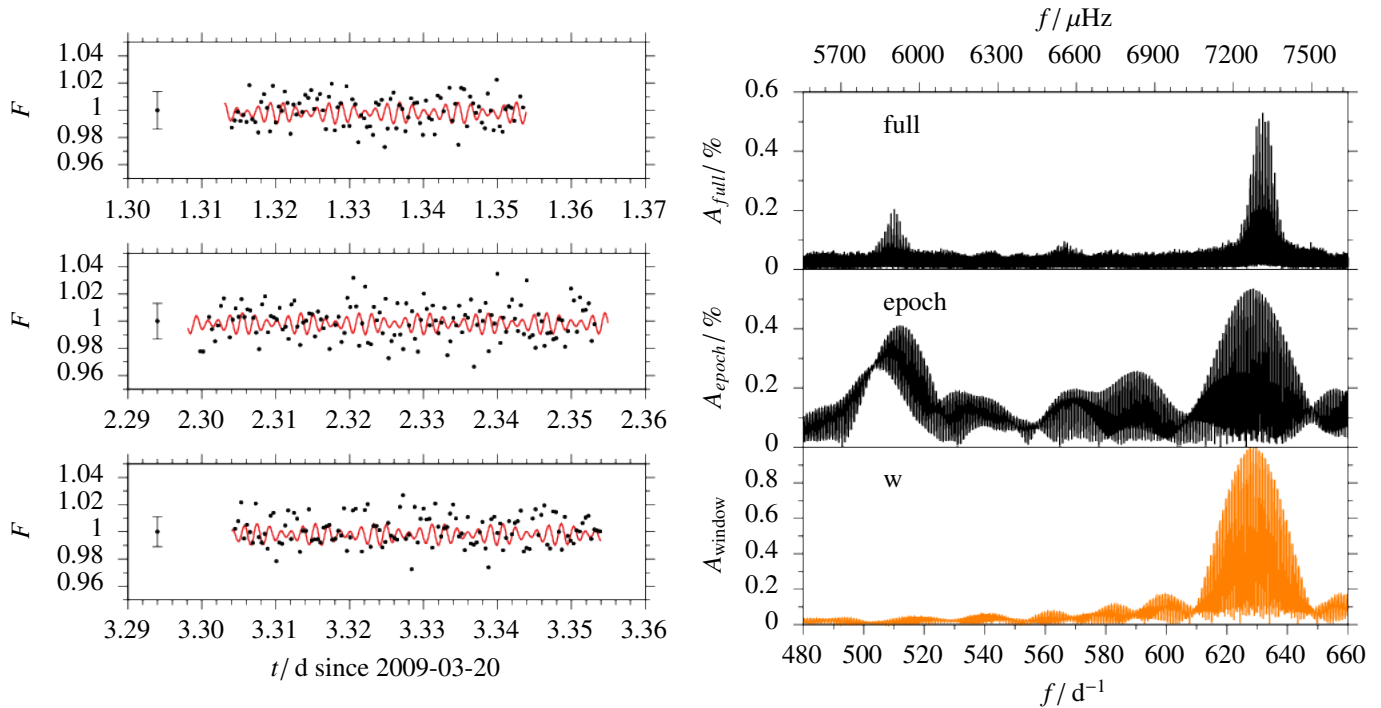 F
1.04
1.02
1
0.98
0.96
1.30 1.31 1.32 1.33 1.34 1.35 1.36 1.37
F
1.04
1.02
1
0.98
0.96
2.29 2.30 2.31 2.32 2.33 2.34 2.35 2.36
F
1.04
1.02
1
0.98
0.96
3.29 3.30 3.31 3.32 3.33 3.34 3.35 3.36
t/ d since 2009-03-20
f/ μHz
5700 6000 6300 6600 6900 7200 7500
A_full/ %
0.6
0.4
0.2
0
full
A_epoch/ %
0.4
0.2
0
epoch
A_window
0.8
0.6
0.4
0.2
0
w
480 500 520 540 560 580 600 620 640 660
f/ d⁻¹